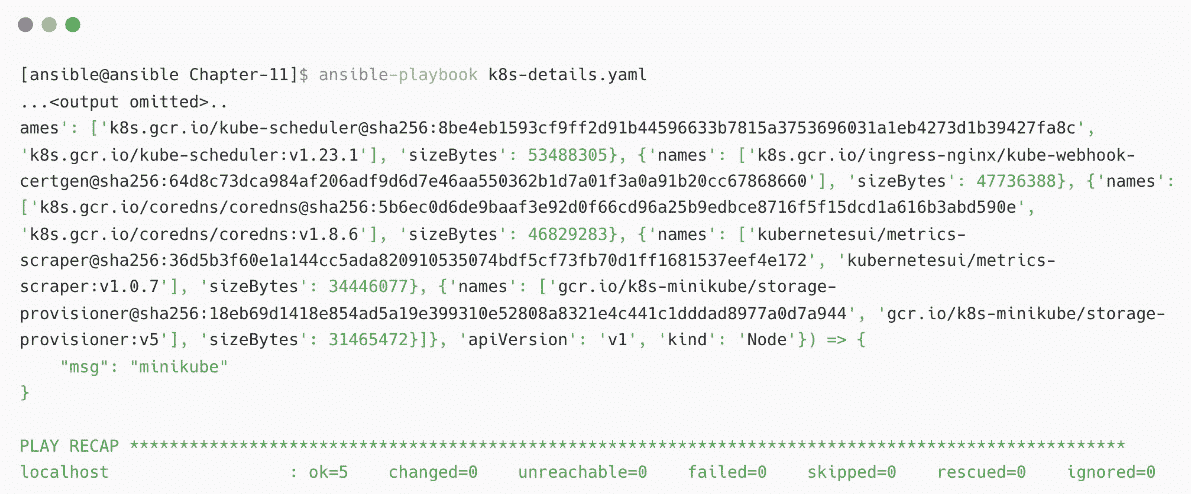 [ansible@ansible Chapter-11]$ ansible-playbook k8s-details.yaml
...<output omitted>..
ames': ['k8s.gcr.io/kube-scheduler@sha256:8be4eb1593cf9ff2d91b44596633b7815a3753696031a1eb4273d1b39427fa8c',
'k8s.gcr.io/kube-scheduler:v1.23.1'], 'sizeBytes': 53488305}, {'names': ['k8s.gcr.io/ingress-nginx/kube-webhook-
certgen@sha256:64d8c73dca984af206adf9d6d7e46aa550362b1d7a01f3a0a91b20cc67868660'], 'sizeBytes': 47736388}, {'names':
['k8s.gcr.io/coredns/coredns@sha256:5b6ec0d6de9baaf3e92d0f66cd96a25b9edbce8716f5f15dcd1a616b3abd590e',
'k8s.gcr.io/coredns/coredns:v1.8.6'], 'sizeBytes': 46829283}, {'names': ['kubernetesui/metrics-
scraper@sha256:36d5b3f60e1a144cc5ada820910535074bdf5cf73fb70d1ff1681537eef4e172', 'kubernetesui/metrics-
scraper:v1.0.7'], 'sizeBytes': 34446077}, {'names': ['gcr.io/k8s-minikube/storage-
provisioner@sha256:18eb69d1418e854ad5a19e399310e52808a8321e4c441c1dddad8977a0d7a944', 'gcr.io/k8s-minikube/storage-
provisioner:v5'], 'sizeBytes': 31465472}]}, 'apiVersion': 'v1', 'kind': 'Node'}) => {
    "msg": "minikube"
}
PLAY RECAP ****************************************************************************************************
localhost                  : ok=5    changed=0    unreachable=0    failed=0    skipped=0    rescued=0    ignored=0